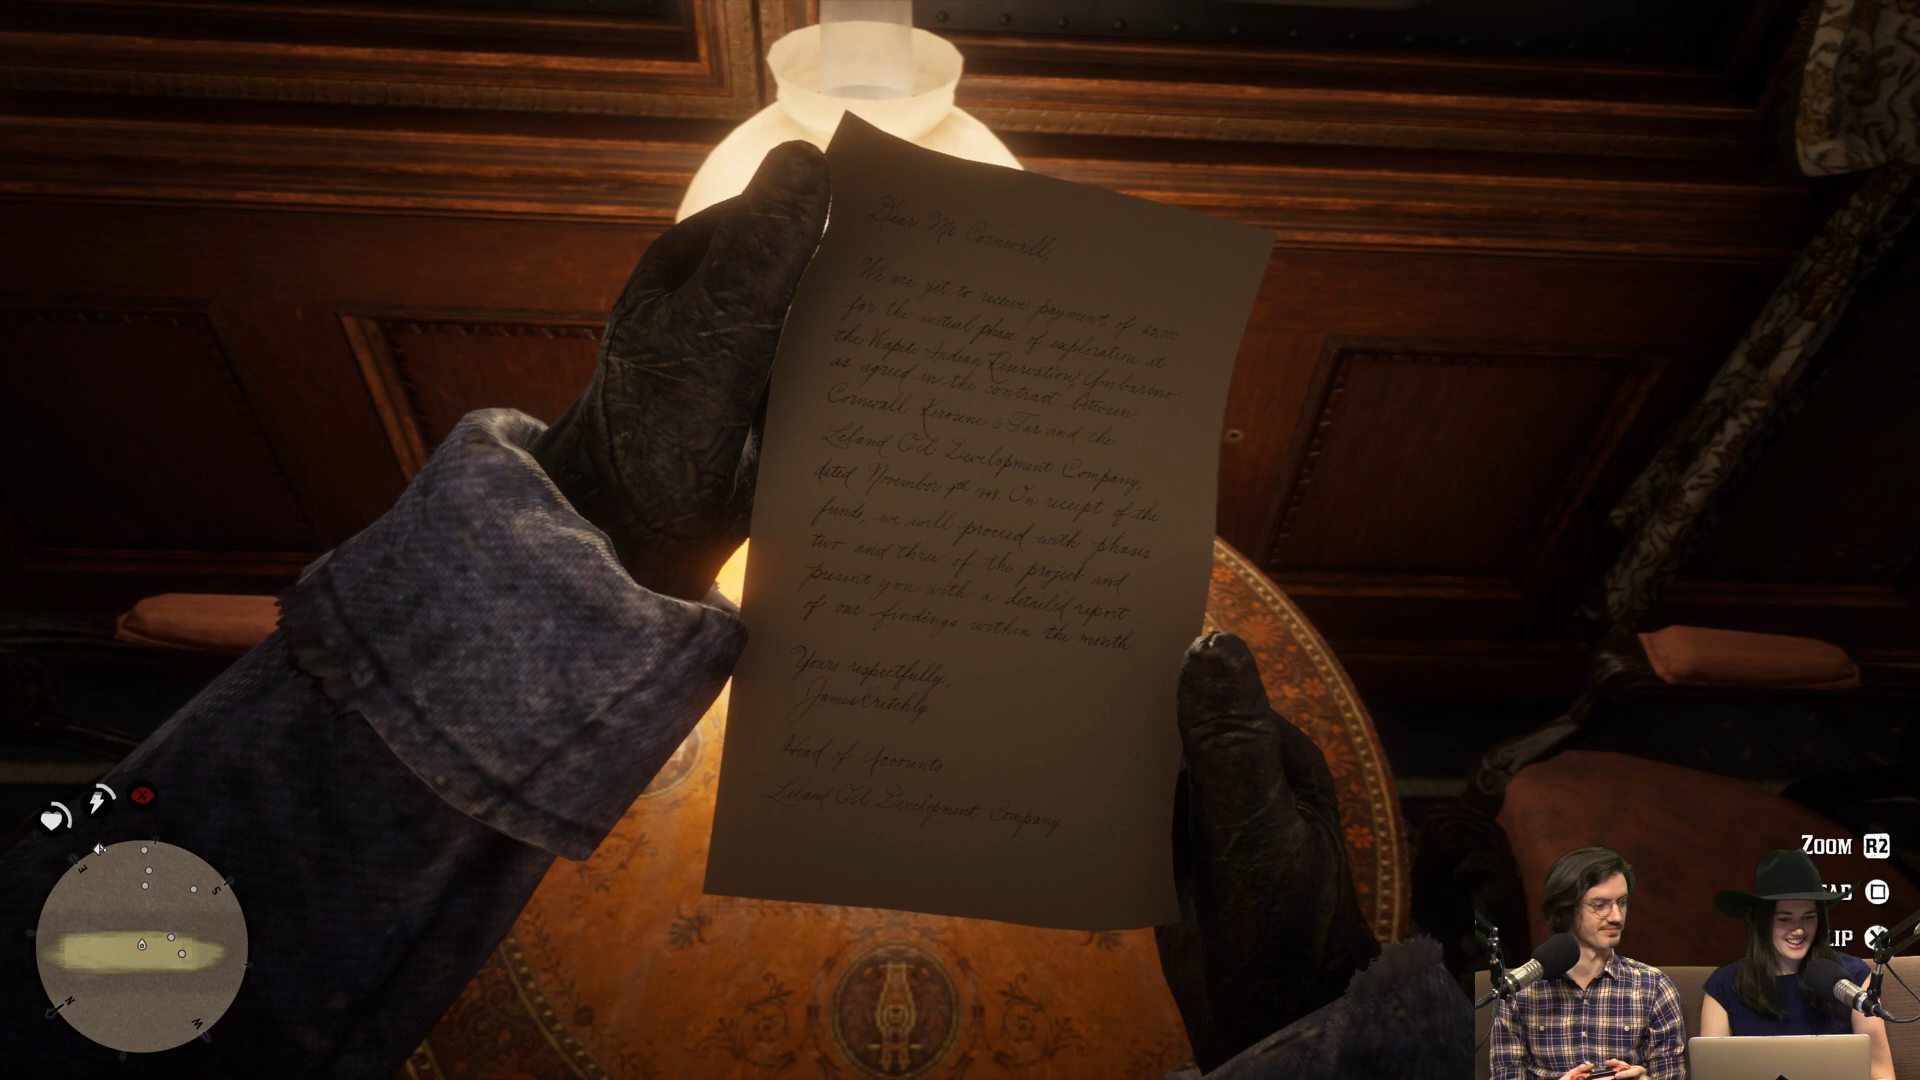 Dear Mr Cornwall,
We are yet to receive payment, of $2,000
for the initial phase of exploration at
the Wapiti Indian Reservation, Ambarino
as agreed in the contract between
Cornwall Kerosene & Tar and the
Leland Oil Development Company,
dated November 9th 1898. On receipt of the
funds, we will proceed with phases
two and three of the project and
present you with a detailed report
of our findings within the month.
Yours respectfully,
James Critchly
Head of Accounts
Leland Oil Development Company
ZOOM R2
E
S
N
W